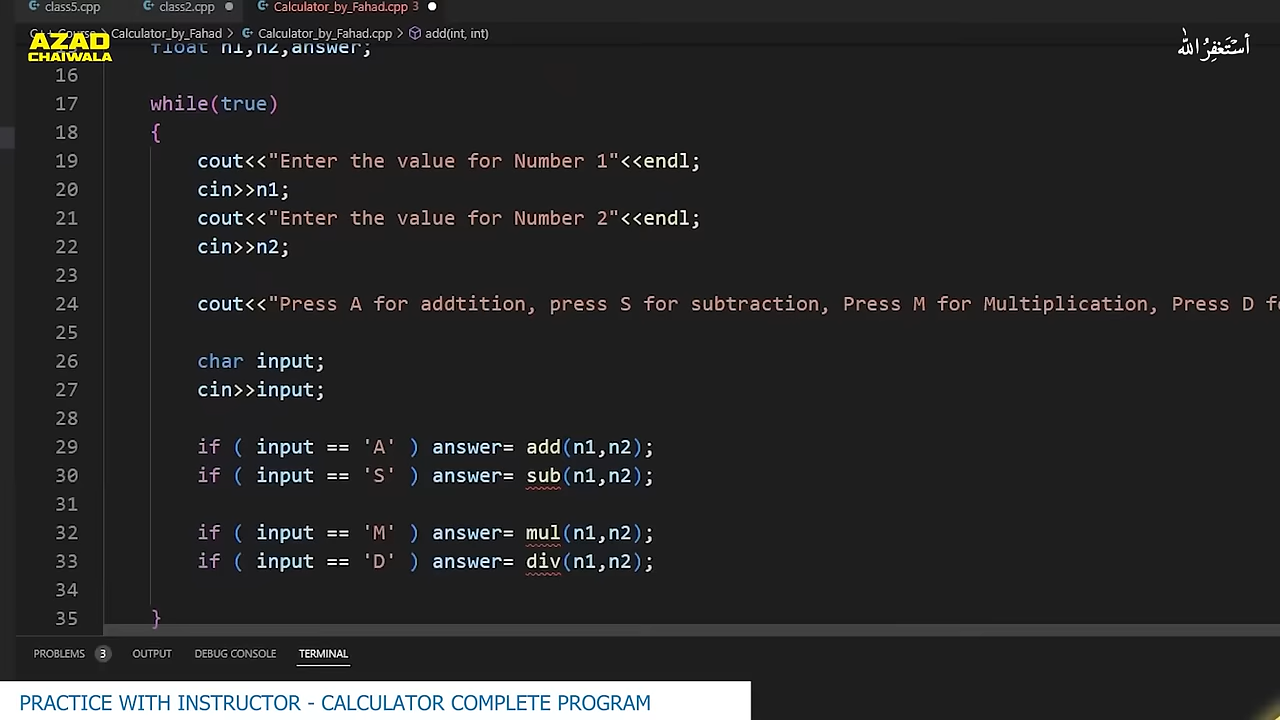 class5.cpp class2.cpp Calculator_by_Fahad.cpp 3
Calculator_by_Fahad > Calculator_by_Fahad.cpp > add(int, int)
AZAD
CHAIWALA
أستغفر الله
float n1,n2,answer;
16
17 while(true)
18 {
19 cout<<"Enter the value for Number 1"<<endl;
20 cin>>n1;
21 cout<<"Enter the value for Number 2"<<endl;
22 cin>>n2;
23
24 cout<<"Press A for addtition, press S for subtraction, Press M for Multiplication, Press D
25
26 char input;
27 cin>>input;
28
29 if ( input == 'A' ) answer= add(n1,n2);
30 if ( input == 'S' ) answer= sub(n1,n2);
31
32 if ( input == 'M' ) answer= mul(n1,n2);
33 if ( input == 'D' ) answer= div(n1,n2);
34
35 }
PROBLEMS 3 OUTPUT DEBUG CONSOLE TERMINAL
PRACTICE WITH INSTRUCTOR - CALCULATOR COMPLETE PROGRAM